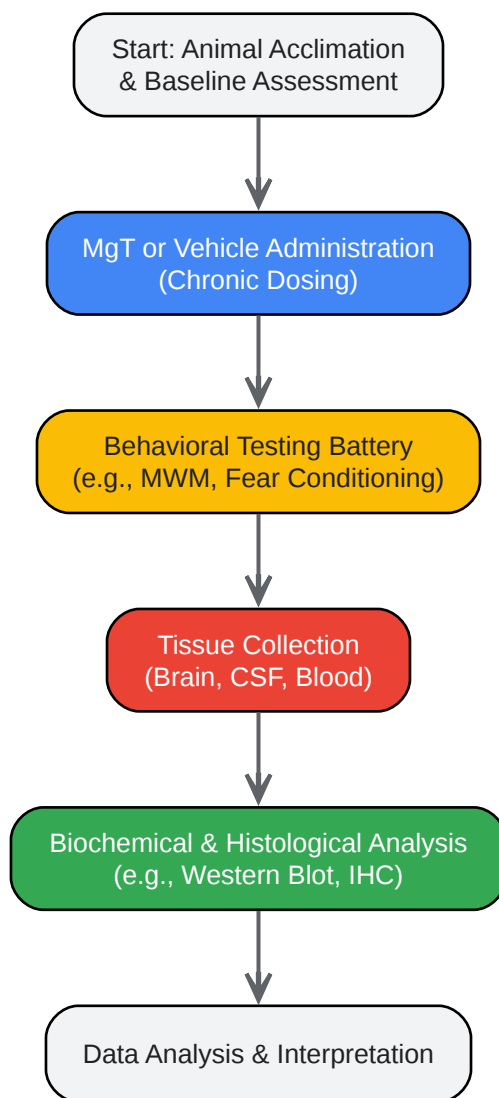 Start: Animal Acclimation
& Baseline Assessment
MgT or Vehicle Administration
(Chronic Dosing)
Behavioral Testing Battery
(e.g., MWM, Fear Conditioning)
Tissue Collection
(Brain, CSF, Blood)
Biochemical & Histological Analysis
(e.g., Western Blot, IHC)
Data Analysis & Interpretation